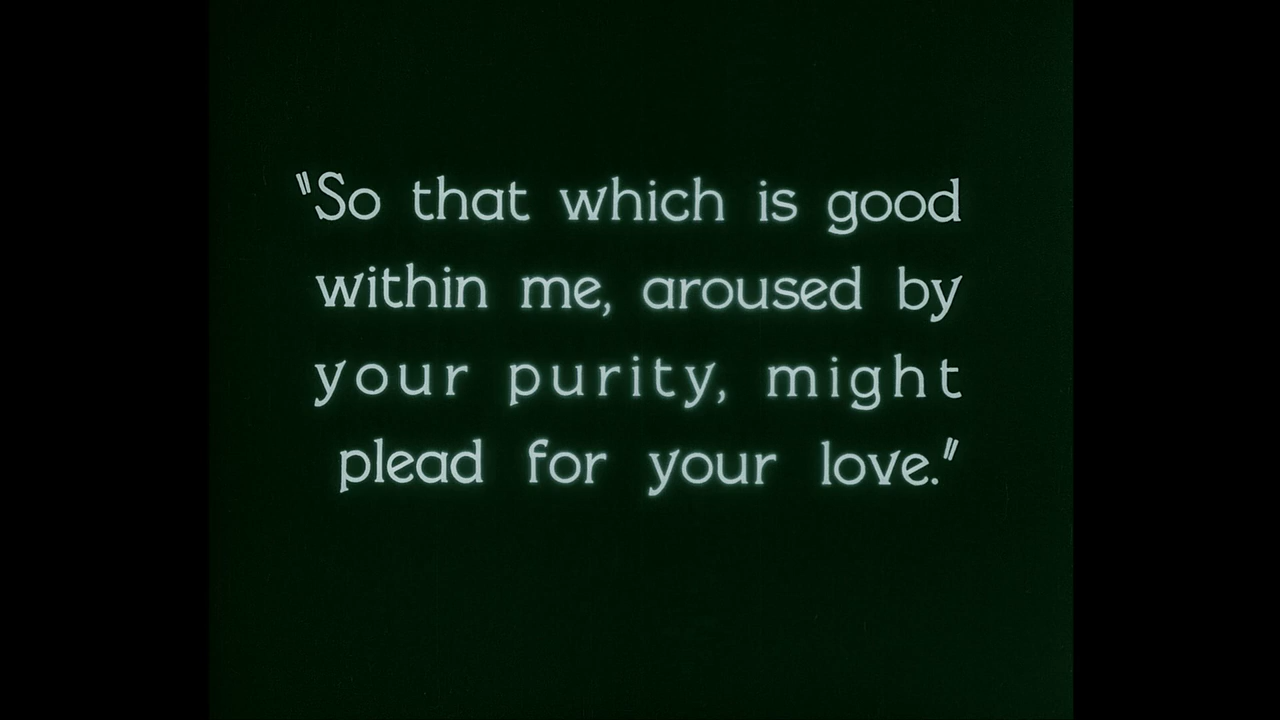 "So that which is good
within me, aroused by
your purity, might
plead for your love."